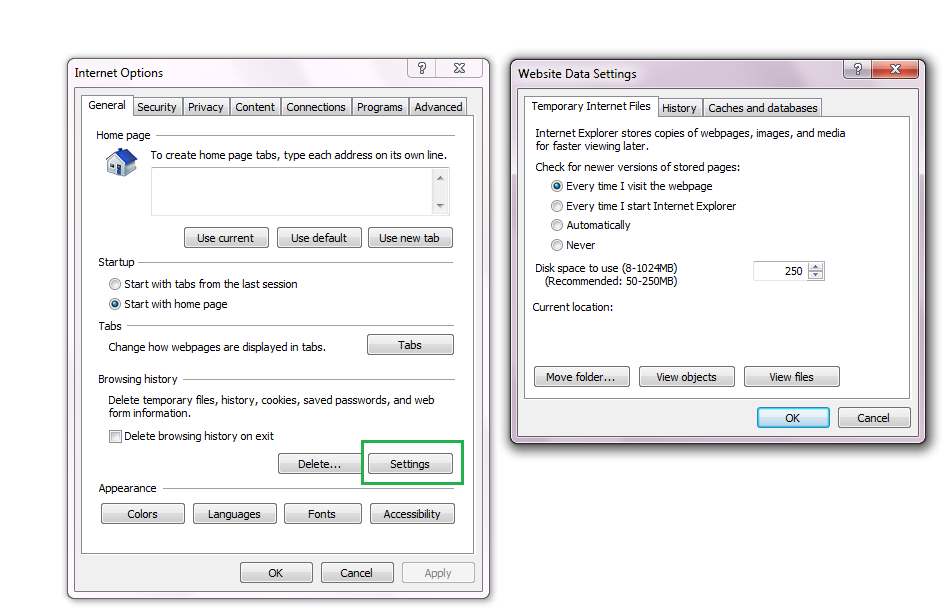 Internet Options
General Security Privacy Content Connections Programs Advanced
Home page
To create home page tabs, type each address on its own line.
Use current Use default Use new tab
Startup
Start with tabs from the last session
Start with home page
Tabs
Change how webpages are displayed in tabs.
Tabs
Browsing history
Delete temporary files, history, cookies, saved passwords, and web
form information.
Delete browsing history on exit
Delete... Settings
Appearance
Colors Languages Fonts Accessibility
OK Cancel Apply
Website Data Settings
Temporary Internet Files History Caches and databases
Internet Explorer stores copies of webpages, images, and media
for faster viewing later.
Check for newer versions of stored pages:
Every time I visit the webpage
Every time I start Internet Explorer
Automatically
Never
Disk space to use (8-1024MB) 250
(Recommended: 50-250MB)
Current location:
Move folder... View objects View files
OK Cancel